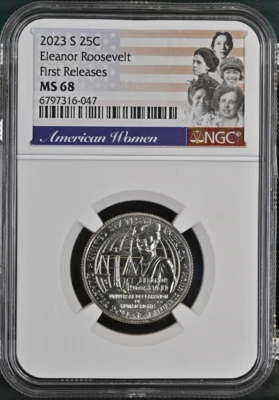 2023 S 25C
Eleanor Roosevelt
First Releases
MS 68
6797316-047
American Women
NGC